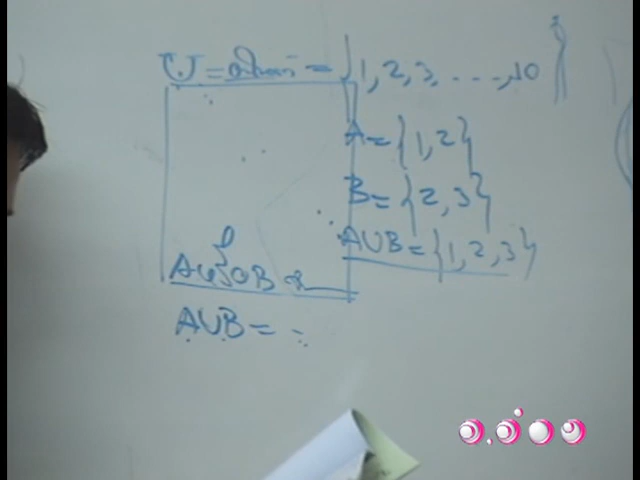 U = = {1, 2, 3, ...., 10}
A = {1, 2}
B = {2, 3}
A∪B = {1, 2, 3}
A B
A∪B =